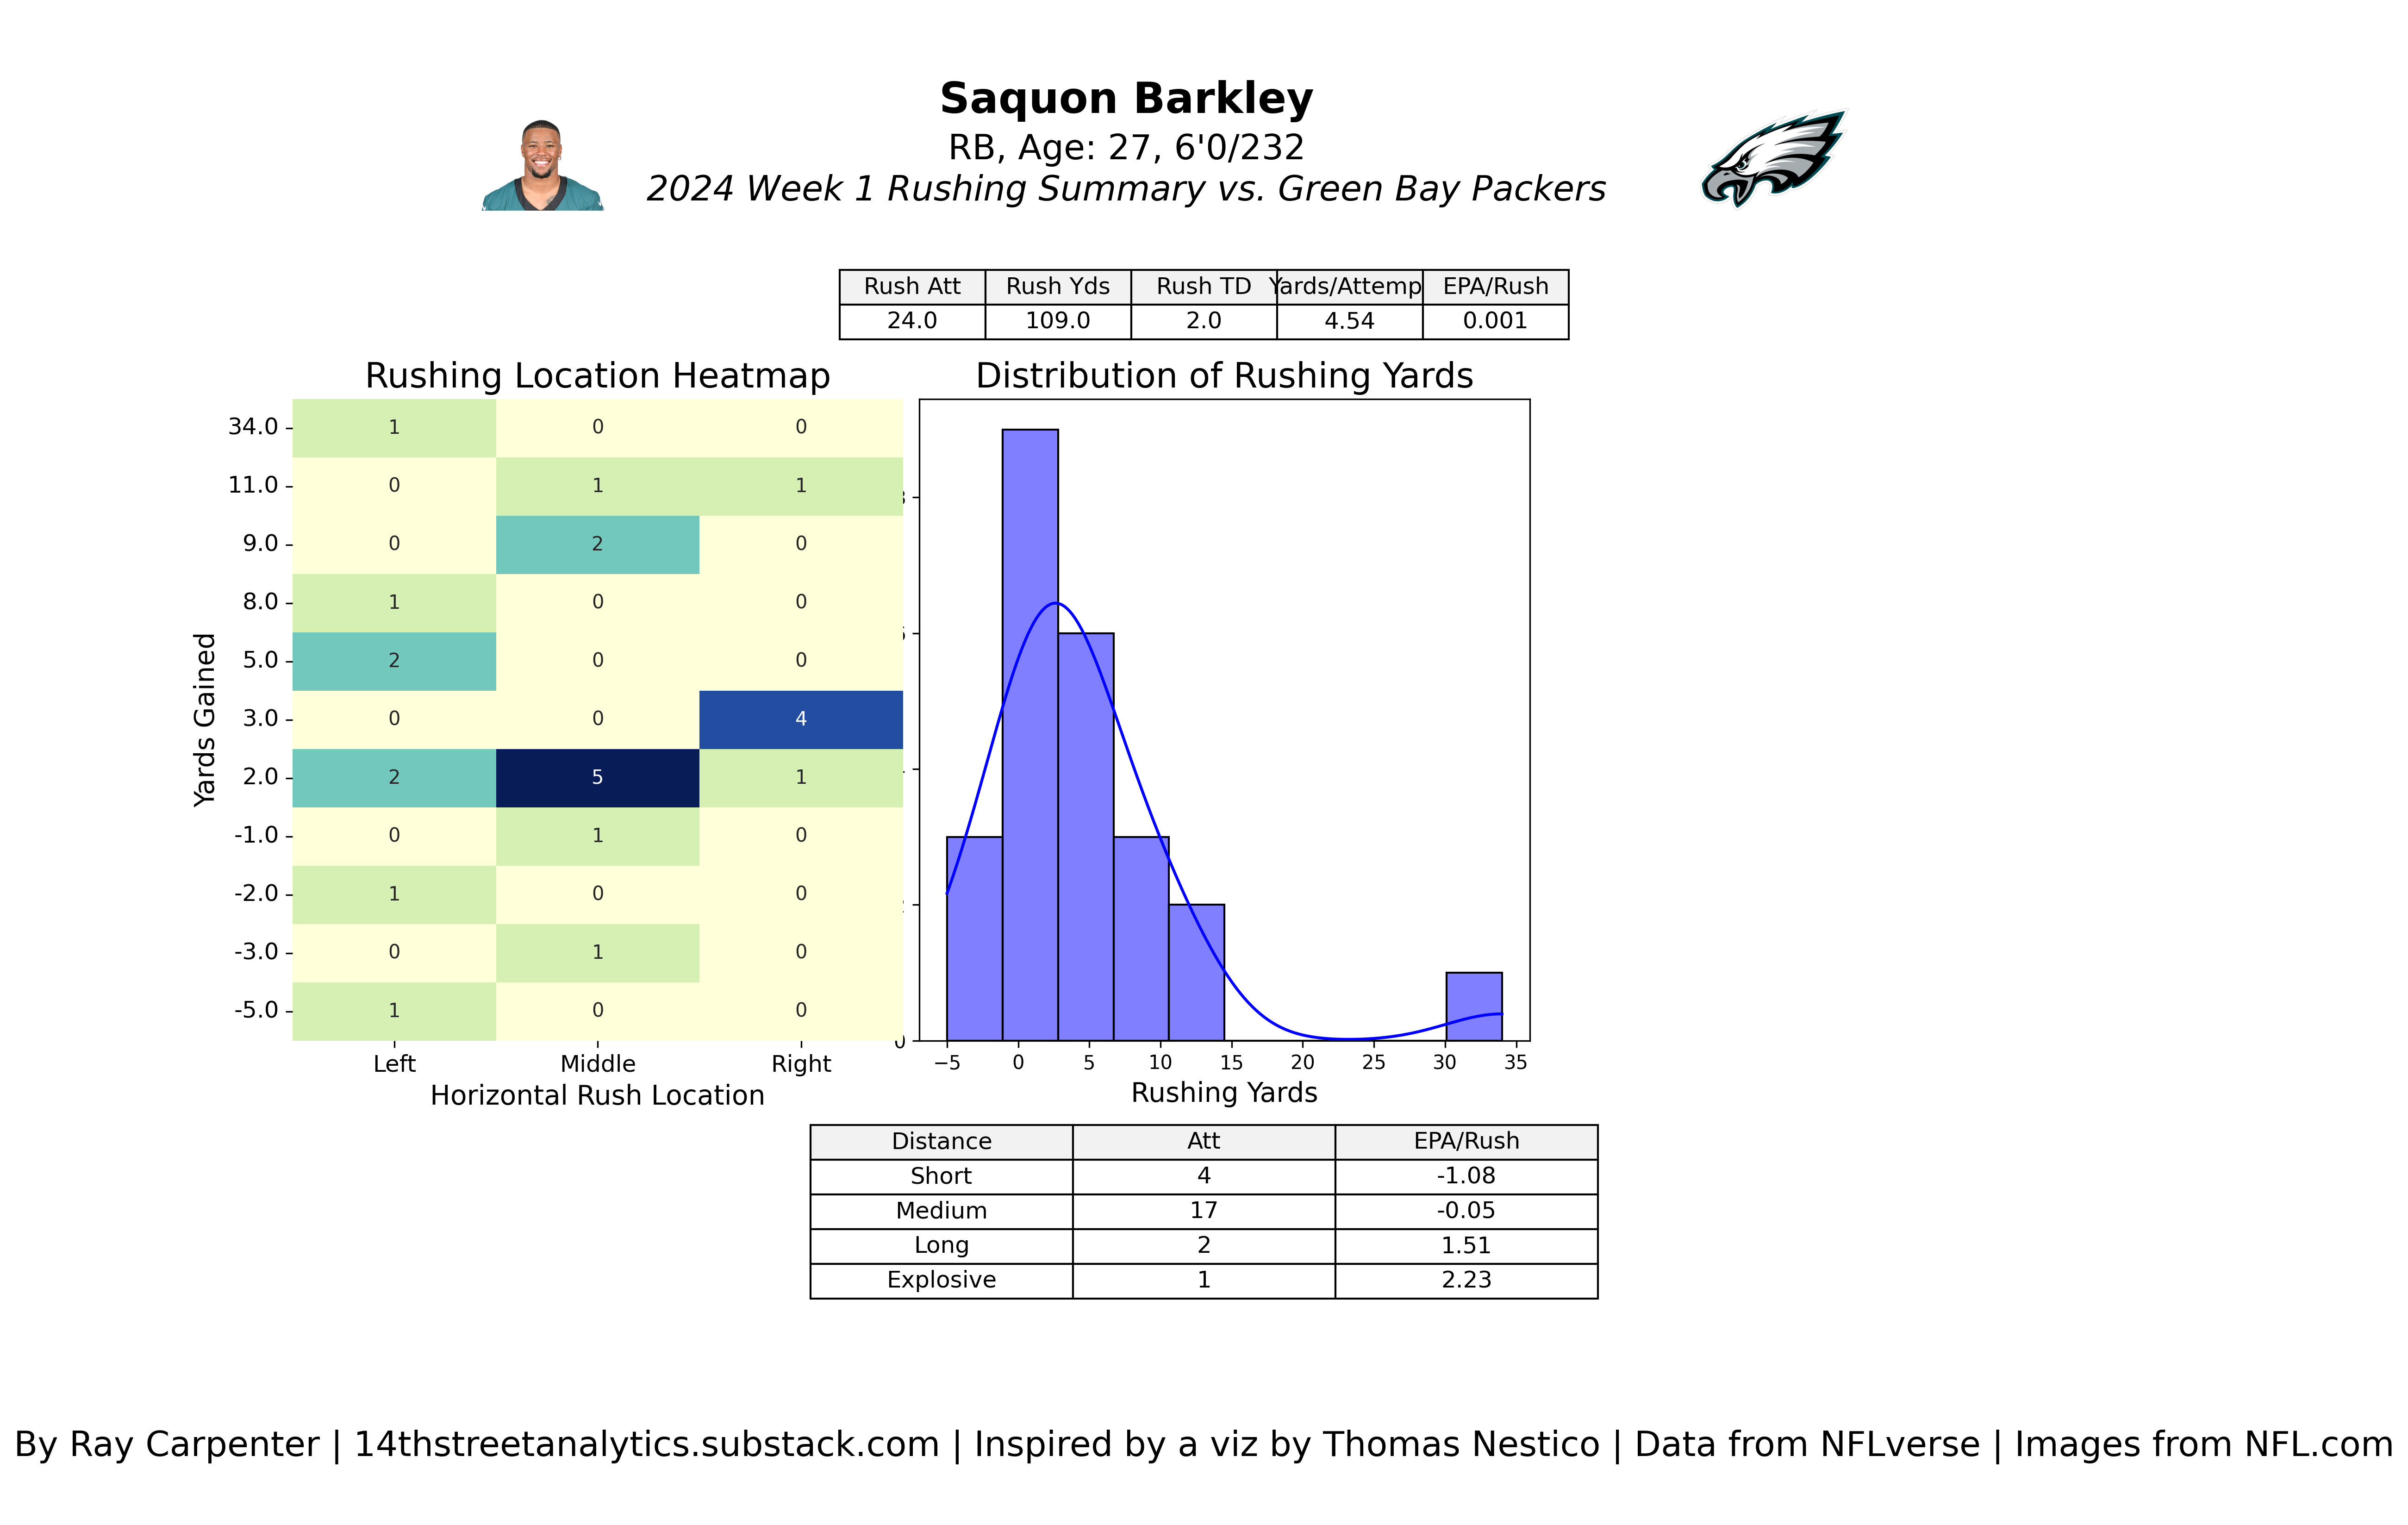 Saquon Barkley
RB, Age: 27, 6'0/232
2024 Week 1 Rushing Summary vs. Green Bay Packers
Rush Att Rush Yds Rush TD Yards/Attemp EPA/Rush
24.0 109.0 2.0 4.54 0.001
Rushing Location Heatmap
Yards Gained
34.0 1 0 0
11.0 0 1 1
9.0 0 2 0
8.0 1 0 0
5.0 2 0 0
3.0 0 0 4
2.0 2 5 1
-1.0 0 1 0
-2.0 1 0 0
-3.0 0 1 0
-5.0 1 0 0
Left Middle Right
Horizontal Rush Location
Distribution of Rushing Yards
0
−5 0 5 10 15 20 25 30 35
Rushing Yards
Distance Att EPA/Rush
Short 4 -1.08
Medium 17 -0.05
Long 2 1.51
Explosive 1 2.23
By Ray Carpenter | 14thstreetanalytics.substack.com | Inspired by a viz by Thomas Nestico | Data from NFLverse | Images from NFL.com